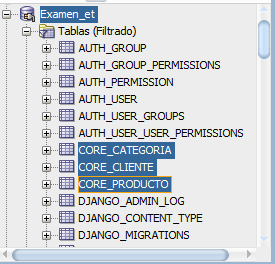 Examen_et
Tablas (Filtrado)
AUTH_GROUP
AUTH_GROUP_PERMISSIONS
AUTH_PERMISSION
AUTH_USER
AUTH_USER_GROUPS
AUTH_USER_USER_PERMISSIONS
CORE_CATEGORIA
CORE_CLIENTE
CORE_PRODUCTO
DJANGO_ADMIN_LOG
DJANGO_CONTENT_TYPE
DJANGO_MIGRATIONS